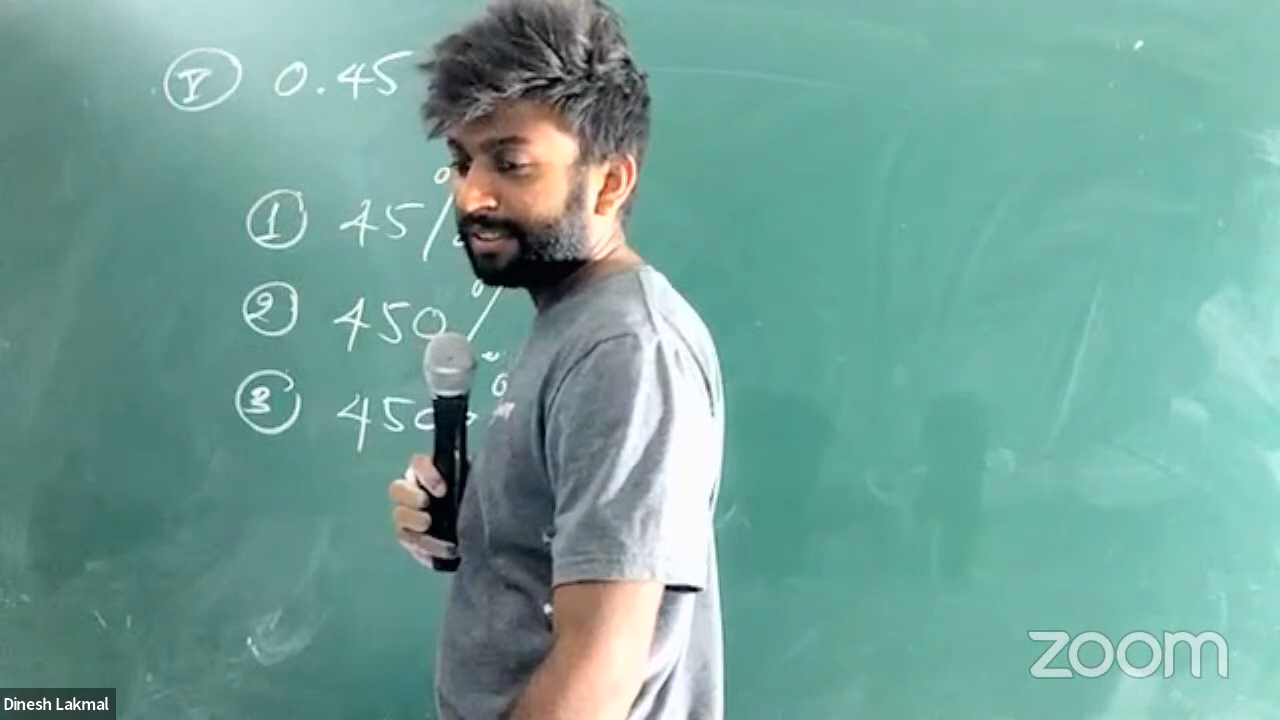 Ⅴ 0.45
① 45%
② 450%
③ 450
zoom
Dinesh Lakmal